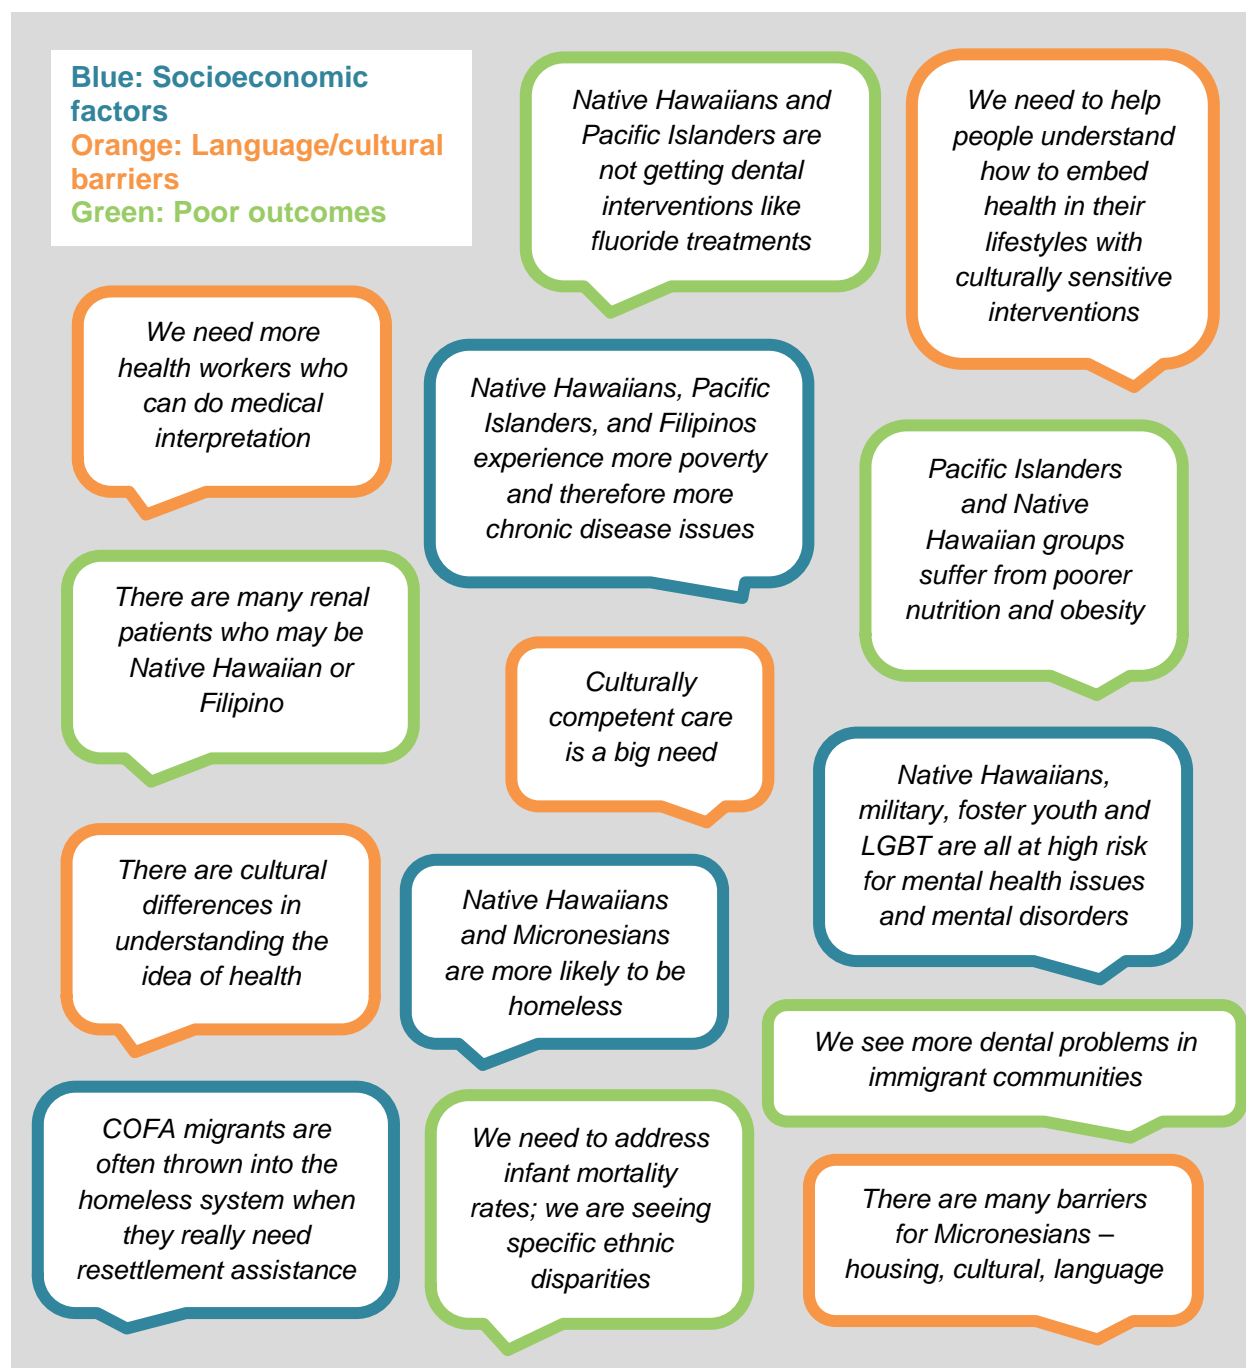 Blue: Socioeconomic
factors
Orange: Language/cultural
barriers
Green: Poor outcomes
Native Hawaiians and
Pacific Islanders are
not getting dental
interventions like
fluoride treatments
We need to help
people understand
how to embed
health in their
lifestyles with
culturally sensitive
interventions
We need more
health workers who
can do medical
interpretation
Native Hawaiians, Pacific
Islanders, and Filipinos
experience more poverty
and therefore more
chronic disease issues
Pacific Islanders
and Native
Hawaiian groups
suffer from poorer
nutrition and obesity
There are many renal
patients who may be
Native Hawaiian or
Filipino
Culturally
competent care
is a big need
Native Hawaiians,
military, foster youth and
LGBT are all at high risk
for mental health issues
and mental disorders
There are cultural
differences in
understanding the
idea of health
Native Hawaiians
and Micronesians
are more likely to be
homeless
We see more dental problems in
immigrant communities
COFA migrants are
often thrown into the
homeless system when
they really need
resettlement assistance
We need to address
infant mortality
rates; we are seeing
specific ethnic
disparities
There are many barriers
for Micronesians –
housing, cultural, language